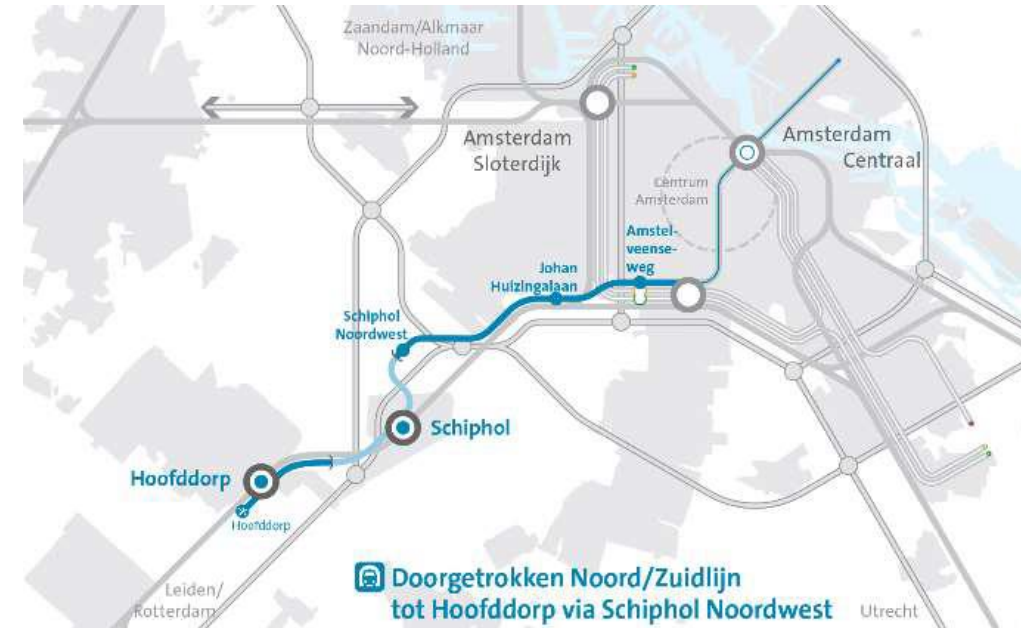 Zaandam/Alkmaar
Noord-Holland
Amsterdam
Sloterdijk
Amsterdam
Centraal
Centrum
Amsterdam
Amstel-
veense-
weg
Johan
Huizingalaan
Schiphol
Noordwest
Schiphol
Hoofddorp
Hoofddorp
Leiden/
Rotterdam
Doorgetrokken Noord/Zuidlijn
tot Hoofddorp via Schiphol Noordwest
Utrecht